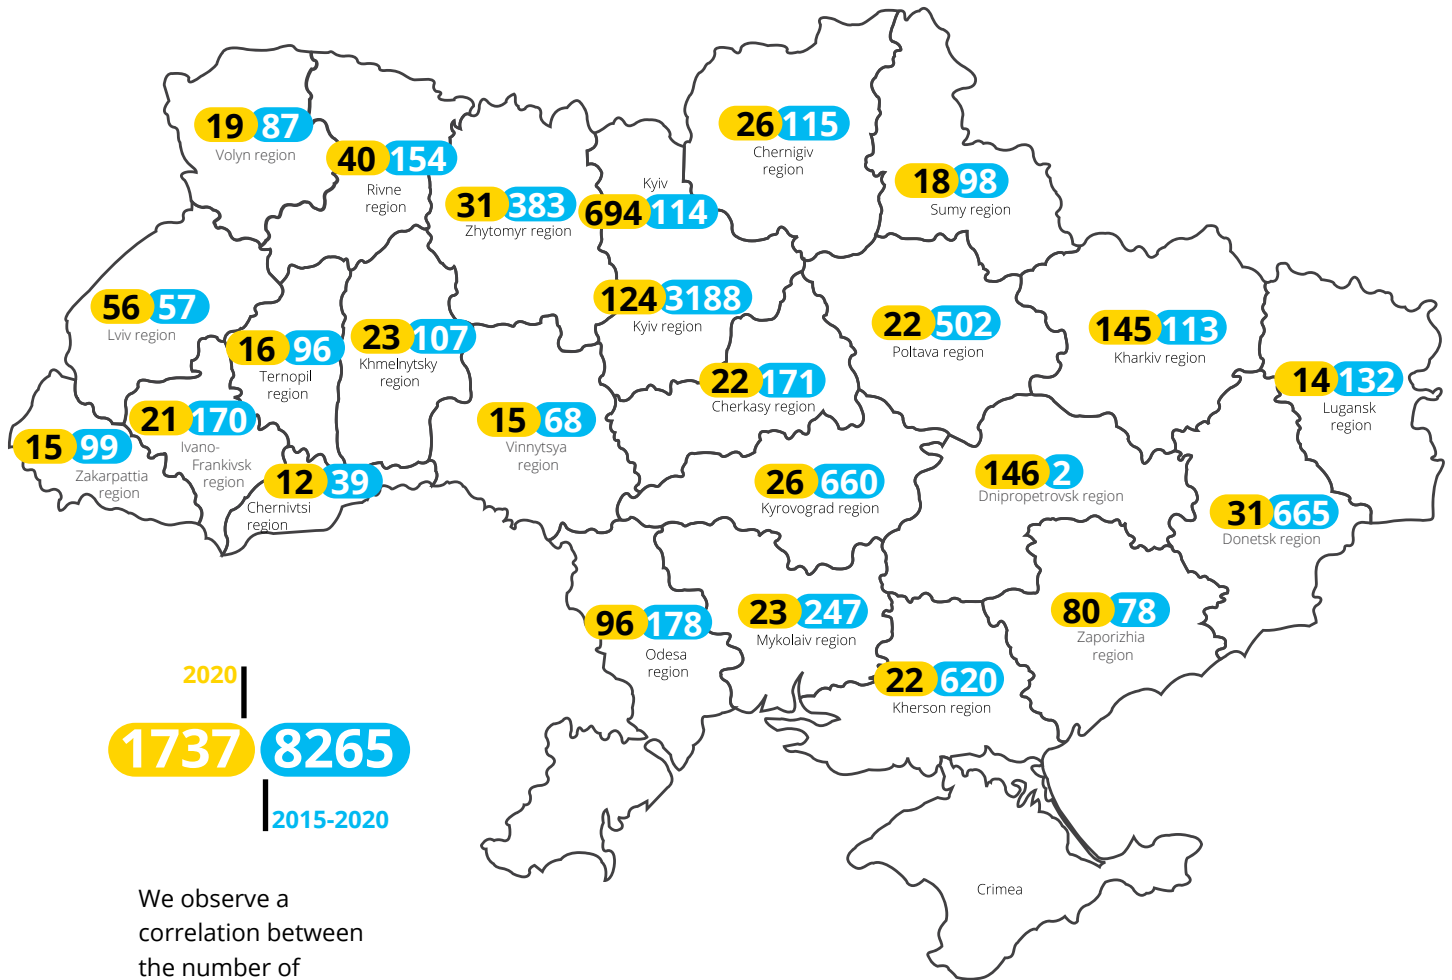 26 115
Chernigiv
region
19 87
Volyn region
40 154
Rivne
region
18 98
Sumy region
31 383
Zhytomyr region
Kyiv
694 114
56 57
Lviv region
124 3188
Kyiv region
22 502
Poltava region
145 113
Kharkiv region
16 96
Ternopil
region
23 107
Khmelnytsky
region
22 171
Cherkasy region
14 132
Lugansk
region
21 170
Ivano-
Frankivsk
region
15 68
Vinnytsya
region
15 99
Zakarpattia
region
12 39
Chernivtsi
region
26 660
Kyrovograd region
146 2
Dnipropetrovsk region
31 665
Donetsk region
96 178
Odesa
region
23 247
Mykolaiv region
80 78
Zaporizhia
region
22 620
Kherson region
2020
1737 8265
2015-2020
Crimea
We observe a
correlation between
the number of